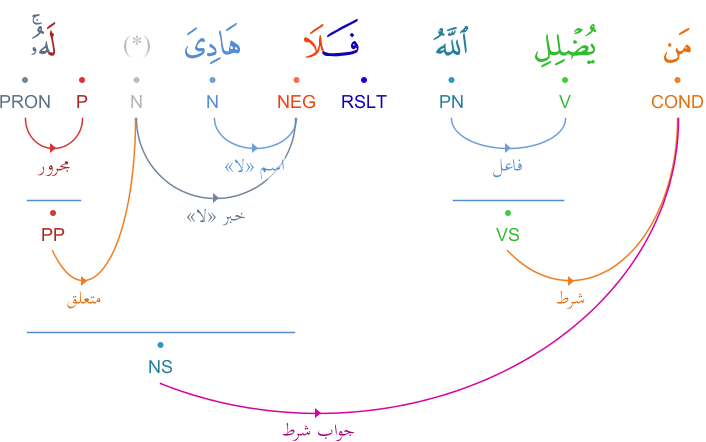 مَن يُضْلِلِ ٱللَّهُ فَلَا هَادِىَ (*) لَهُۥۚ
COND V PN RSLT NEG N N P PRON
فاعل اسم «لا» مجرور
خبر «لا»
VS PP
شرط متعلق
NS
جواب شرط